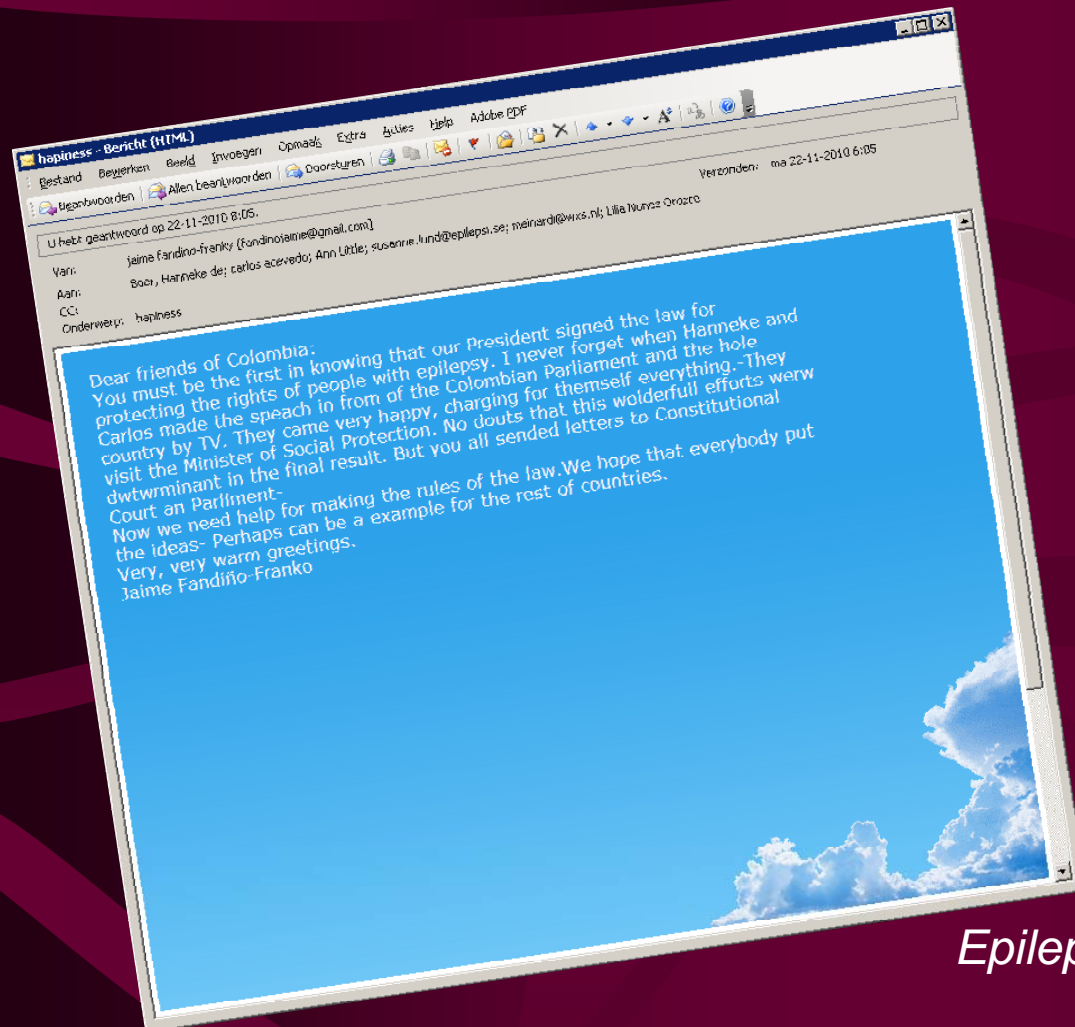 hapiness - Bericht (HTML)
Bestand Bewerken Beeld Invoegen Opmaak Extra Acties Help Adobe PDF
Beantwoorden Allen beantwoorden Doorsturen
U hebt geantwoord op 22-11-2010 8:05.
Van: jaime fandino-franky [fandinojaime@gmail.com] Verzonden: ma 22-11-2010 6:05
Aan: Boer, Hanneke de; carlos acevedo; Ann Little; susanne.lund@epilepsi.se; meinardi@wxs.nl; Lilia Nunez Orozco
CC:
Onderwerp: hapiness
Dear friends of Colombia:
You must be the first in knowing that our President signed the law for
protecting the rights of people with epilepsy. I never forget when Hanneke and
Carlos made the speach in from of the Colombian Parliament and the hole
country by TV. They came very happy, charging for themself everything.-They
visit the Minister of Social Protection. No douts that this wolderfull efforts werw
dwtwrminant in the final result. But you all sended letters to Constitutional
Court an Parliment-
Now we need help for making the rules of the law.We hope that everybody put
the ideas- Perhaps can be a example for the rest of countries.
Very, very warm greetings.
Jaime Fandiño-Franko
Epilep